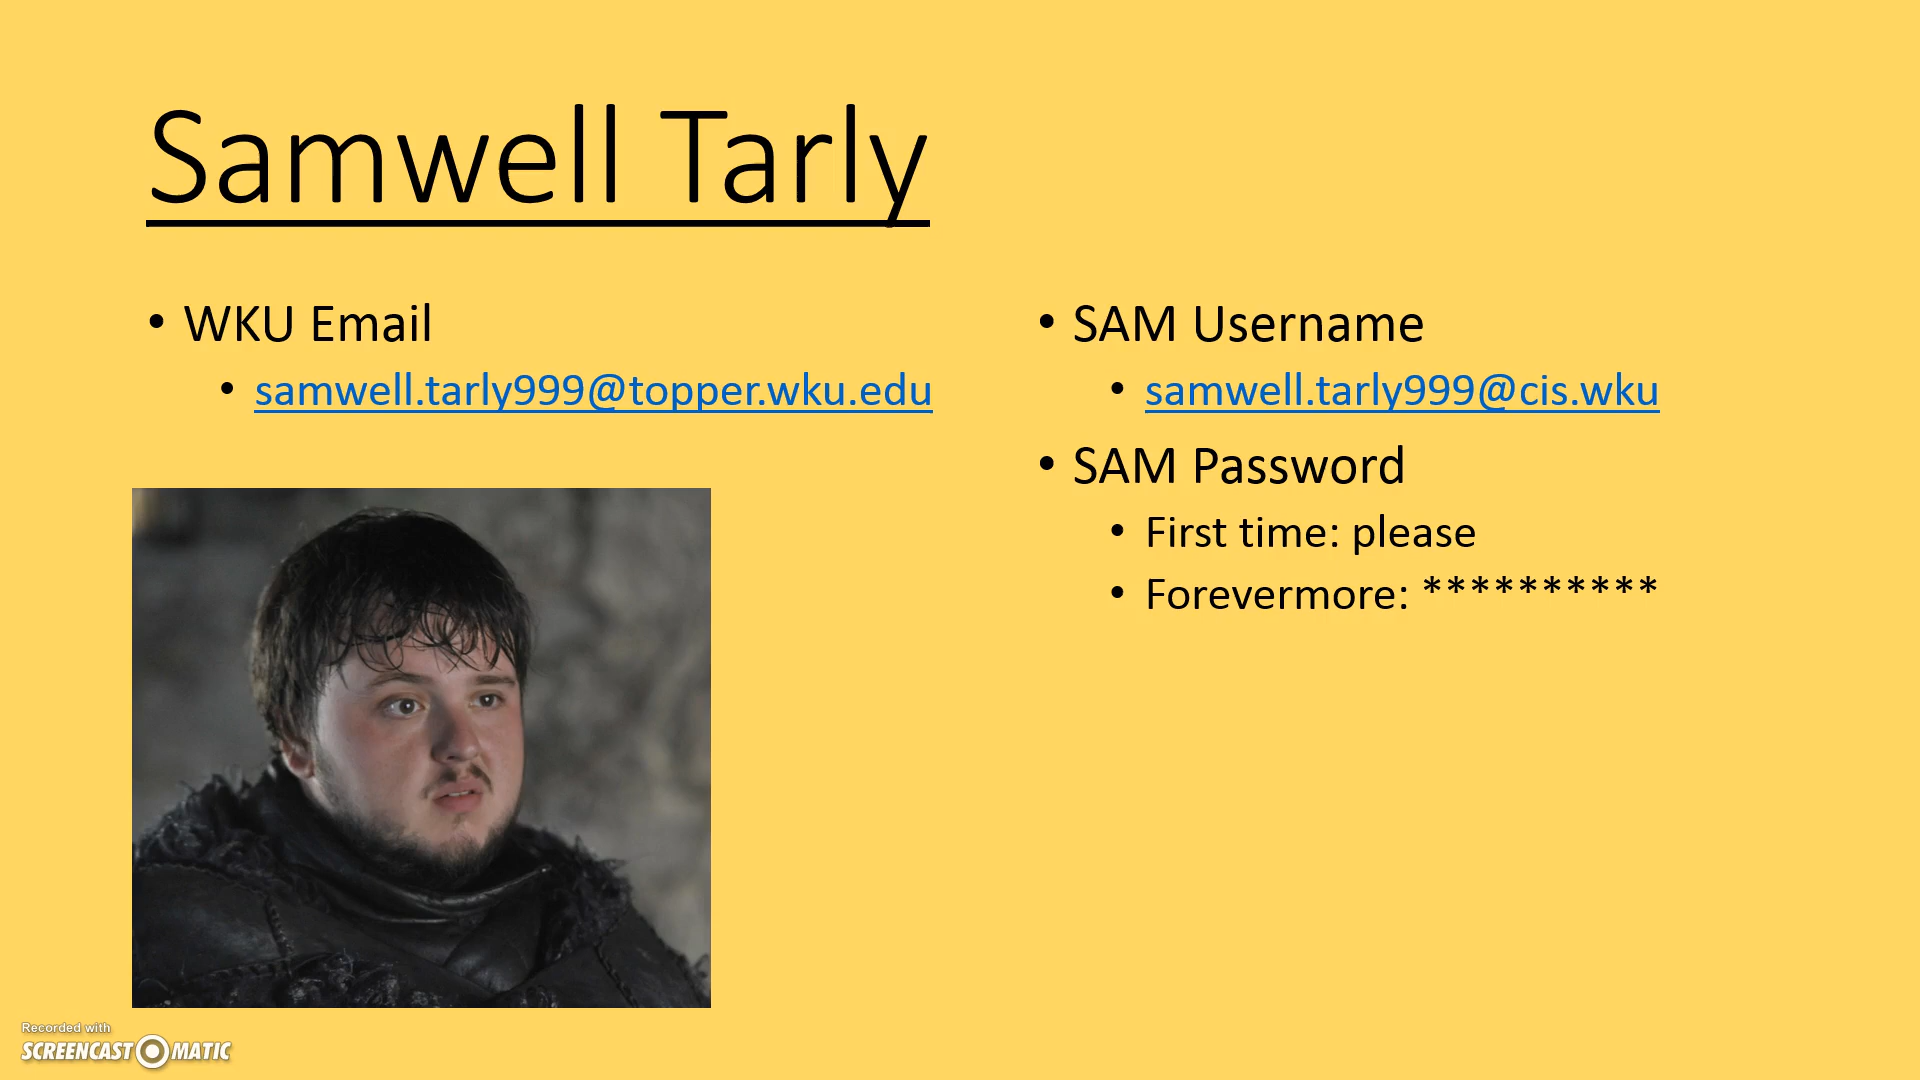 Samwell Tarly
• WKU Email
• samwell.tarly999@topper.wku.edu
• SAM Username
• samwell.tarly999@cis.wku
• SAM Password
• First time: please
• Forevermore: **********
Recorded with
SCREENCAST MATIC